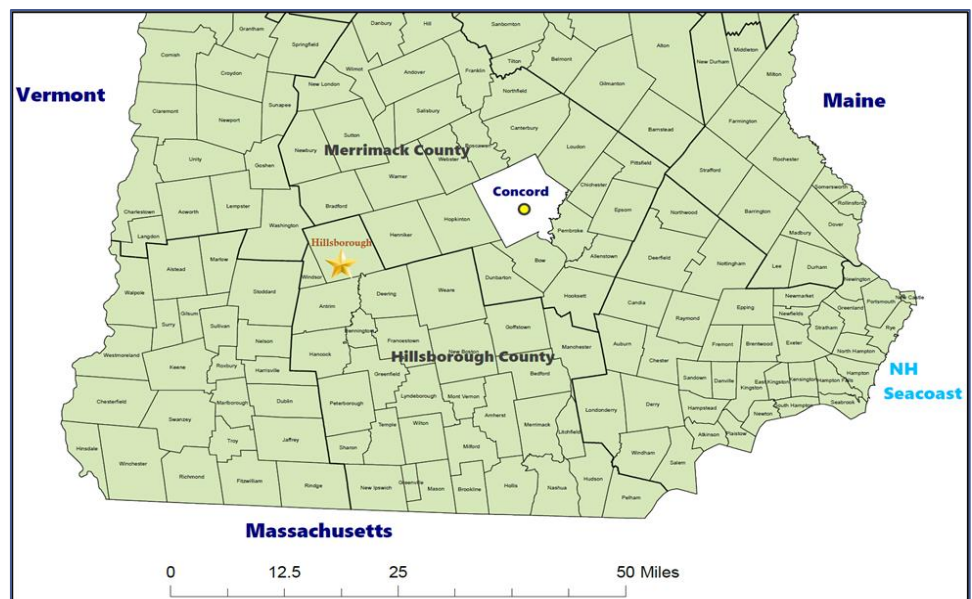 Danbury
Hill
Sanbornton
Grantham
Springfield
Alton
Middleton
New Durham
Cornish
Croydon
Wilmot
Andover
Franklin
Tilton
Belmont
Gilmanton
Milton
Vermont
New London
Northfield
Maine
Claremont
Newport
Sunapee
Salisbury
Canterbury
Barnstead
Farmington
Sutton
Newbury
Merrimack County
Loudon
Unity
Goshen
Webster
Pittsfield
Rochester
Strafford
Warner
Chichester
Somersworth
Concord
Rollinsford
Charlestown
Acworth
Lempster
Bradford
Epson
Northwood
Barrington
Hopkinton
Dover
Washington
Henniker
Pembroke
Madbury
Langdon
Hillsborough
Allenstown
Deerfield
Alstead
Marlow
Bow
Nottingham
Lee
Durham
Windsor
Dunbarton
Newington
Walpole
Stoddard
Deering
Weare
Hooksett
Newmarket
New Castle
Portsmouth
Antrim
Candia
Epping
Greenland
Gilsum
Raymond
Newfields
Surry
Sullivan
Goffstown
Stratham
Rye
Nelson
Francestown
Manchester
Auburn
Fremont
Brentwood
Exeter
Westmoreland
Hancock
Hillsborough County
Chester
North Hampton
Roxbury
Keene
Harrisville
Greenfield
Bedford
NH
Seacoast
Sandown
Danville
East Kingston
Kensington
Hampton Falls
Hampton
Kingston
Chesterfield
Marlborough
Dublin
Peterborough
Lyndeborough
Mont Vernon
Londonderry
Derry
Hampstead
South Hampton
Seabrook
Swanzey
Temple
Wilton
Amherst
Merrimack
Litchfield
Newton
Atkinson
Plaistow
Troy
Jaffrey
Sharon
Milford
Windham
Hinsdale
Winchester
Salem
Richmond
Fitzwilliam
Rindge
New Ipswich
Greenville
Mason
Brookline
Hollis
Nashua
Hudson
Pelham
Massachusetts
0 12.5 25 50 Miles